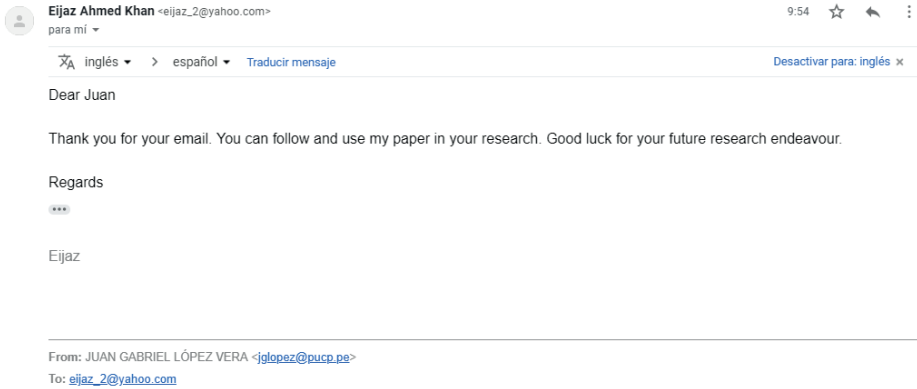 Eijaz Ahmed Khan <eijaz_2@yahoo.com> 9:54
para mí
inglés > español Traducir mensaje Desactivar para: inglés ×
Dear Juan
Thank you for your email. You can follow and use my paper in your research. Good luck for your future research endeavour.
Regards
•••
Eijaz
From: JUAN GABRIEL LÓPEZ VERA <jglopez@pucp.pe>
To: eijaz_2@yahoo.com